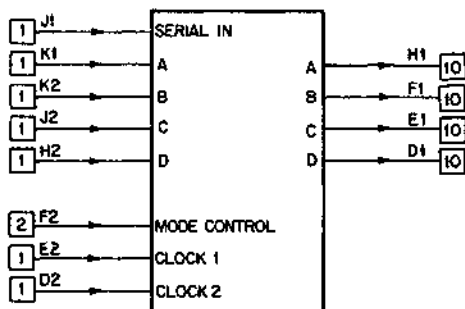 1 J1 SERIAL IN
1 K1 A A H1 10
1 K2 B B F1 10
1 J2 C C E1 10
1 H2 D D D1 10
2 F2 MODE CONTROL
1 E2 CLOCK 1
1 D2 CLOCK 2